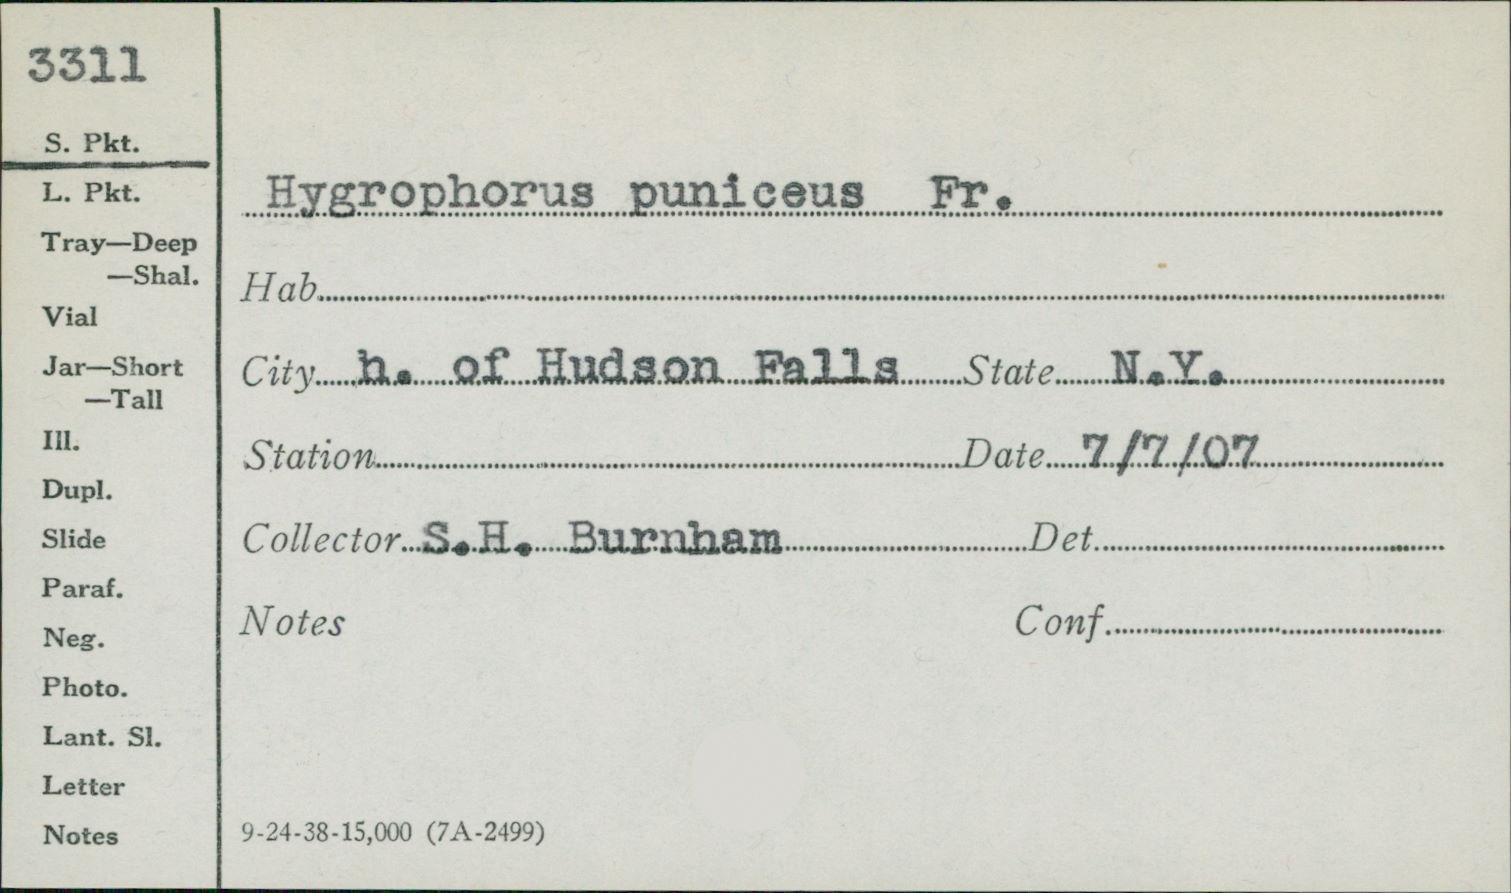 3311
S. Pkt.
L. Pkt.
Tray—Deep
—Shal.
Vial
Jar—Short
—Tall
Ill.
Dupl.
Slide
Paraf.
Neg.
Photo.
Lant. Sl.
Letter
Notes
Hygrophorus puniceus Fr.
Hab.
City h. of Hudson Falls State N.Y.
Station Date 7/7/07
Collector S.H. Burnham Det.
Notes Conf.
9-24-38-15,000 (7A-2499)